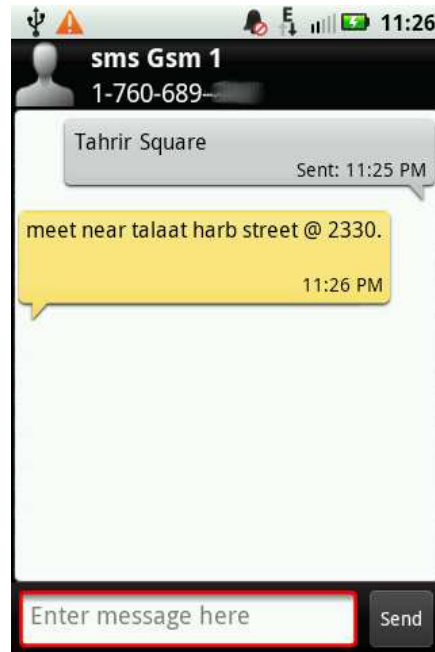 E
11:26
sms Gsm 1
1-760-689-
Tahrir Square
Sent: 11:25 PM
meet near talaat harb street @ 2330.
11:26 PM
Enter message here
Send